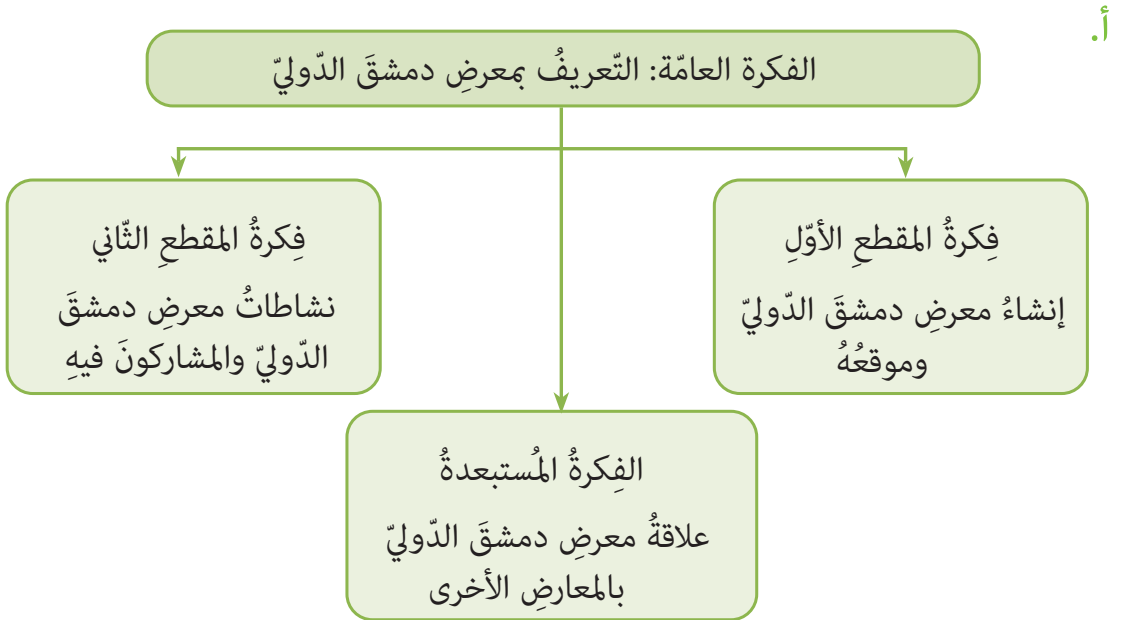 أ.
الفكرة العامّة: التّعريفُ بمعرضِ دمشقَ الدّوليّ
فِكرةُ المقطعِ الأوّلِ
إنشاءُ معرضِ دمشقَ الدّوليّ
وموقعُهُ
فِكرةُ المقطعِ الثّاني
نشاطاتُ معرضِ دمشقَ
الدّوليّ والمشاركونَ فيهِ
الفِكرةُ المُستبعدةُ
علاقةُ معرضِ دمشقَ الدّوليّ
بالمعارضِ الأخرى